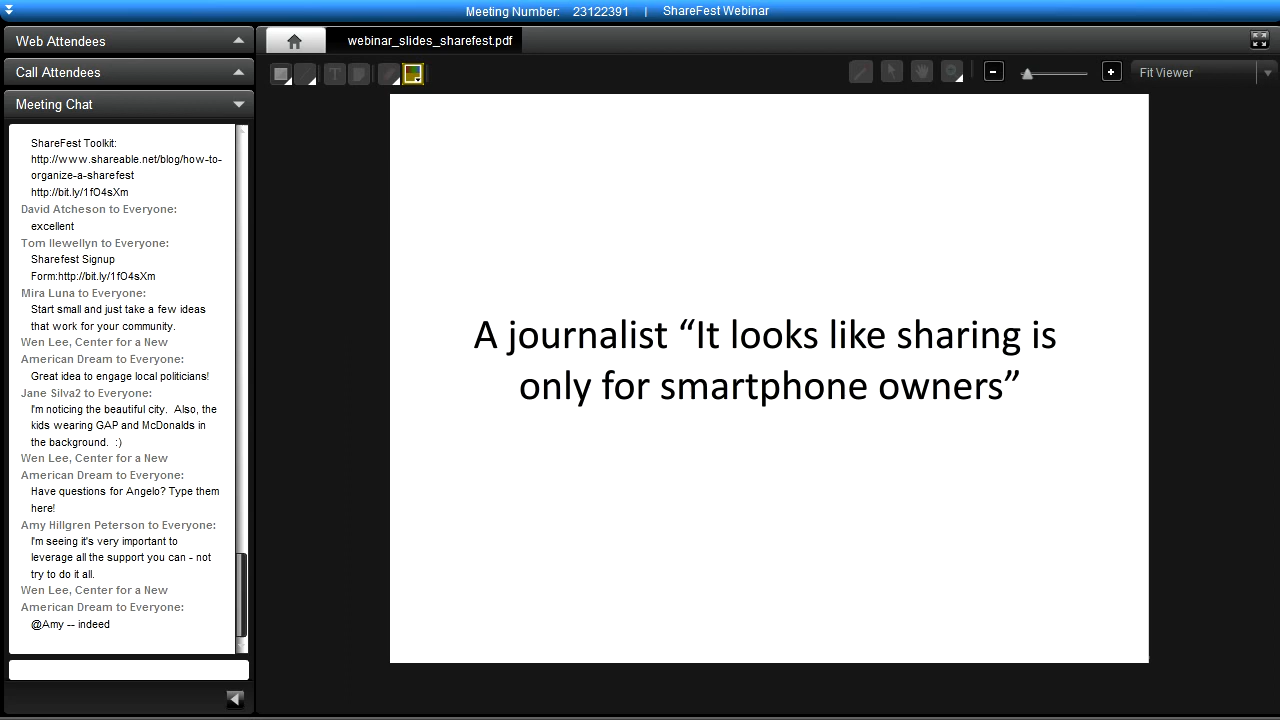 Meeting Number: 23122391 | ShareFest Webinar
Web Attendees
Call Attendees
Meeting Chat
ShareFest Toolkit:
http://www.shareable.net/blog/how-to-
organize-a-sharefest
http://bit.ly/1fO4sXm
David Atcheson to Everyone:
excellent
Tom llewellyn to Everyone:
Sharefest Signup
Form:http://bit.ly/1fO4sXm
Mira Luna to Everyone:
Start small and just take a few ideas
that work for your community.
Wen Lee, Center for a New
American Dream to Everyone:
Great idea to engage local politicians!
Jane Silva2 to Everyone:
I'm noticing the beautiful city. Also, the
kids wearing GAP and McDonalds in
the background. :)
Wen Lee, Center for a New
American Dream to Everyone:
Have questions for Angelo? Type them
here!
Amy Hillgren Peterson to Everyone:
I'm seeing it's very important to
leverage all the support you can - not
try to do it all.
Wen Lee, Center for a New
American Dream to Everyone:
@Amy -- indeed
webinar_slides_sharefest.pdf
T
Fit Viewer
A journalist “It looks like sharing is
only for smartphone owners”